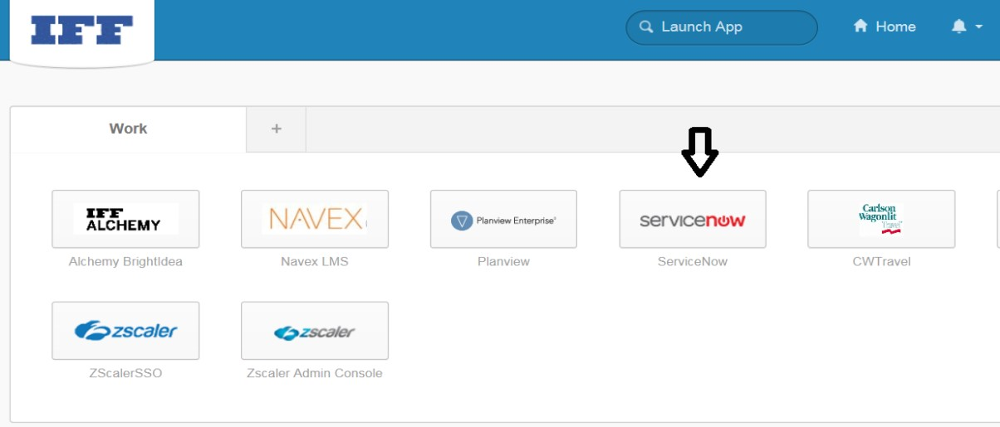 IFF
Launch App
Home
Work
+
IFF
ALCHEMY
NAVEX
Planview Enterprise®
servicenow
Carlson
Wagonlit
Travel
Alchemy BrightIdea
Navex LMS
Planview
ServiceNow
CWTravel
zscaler
zscaler
ZScalerSSO
Zscaler Admin Console